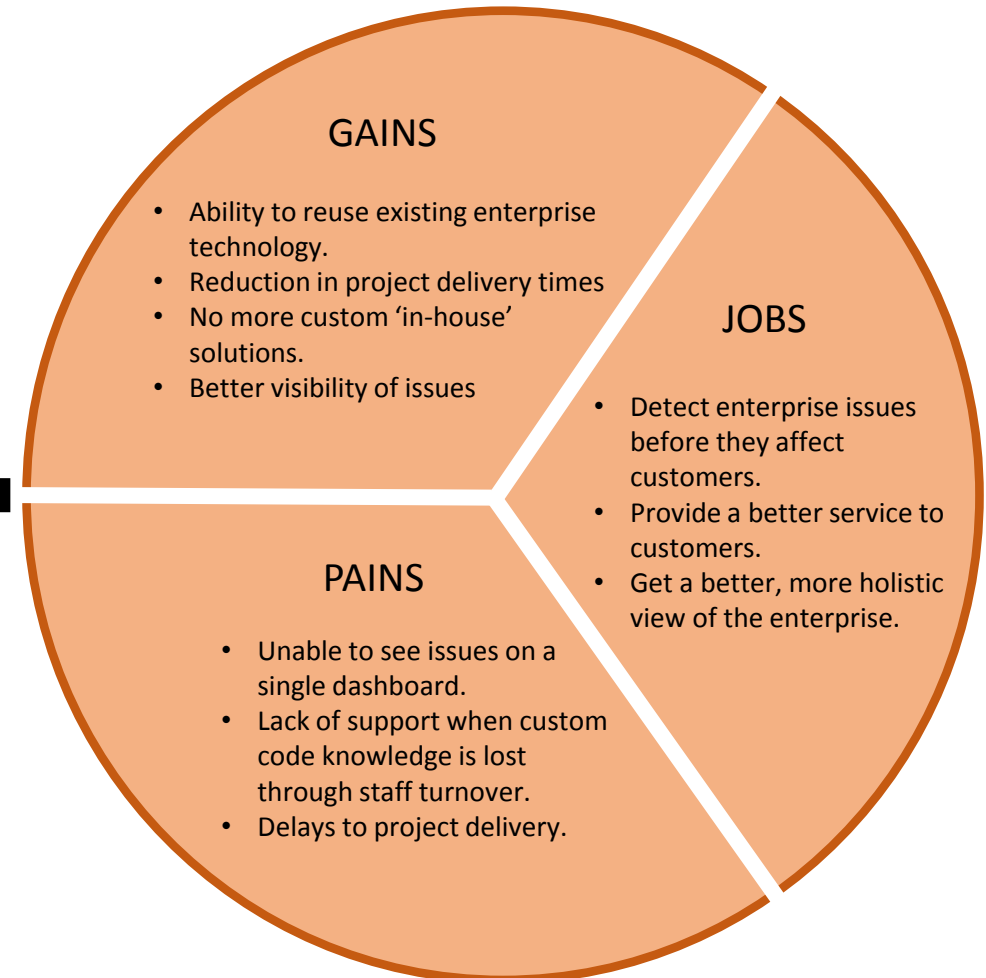 GAINS
• Ability to reuse existing enterprise
technology.
• Reduction in project delivery times
• No more custom ‘in-house’
solutions.
• Better visibility of issues
JOBS
• Detect enterprise issues
before they affect
customers.
• Provide a better service to
customers.
• Get a better, more holistic
view of the enterprise.
PAINS
• Unable to see issues on a
single dashboard.
• Lack of support when custom
code knowledge is lost
through staff turnover.
• Delays to project delivery.